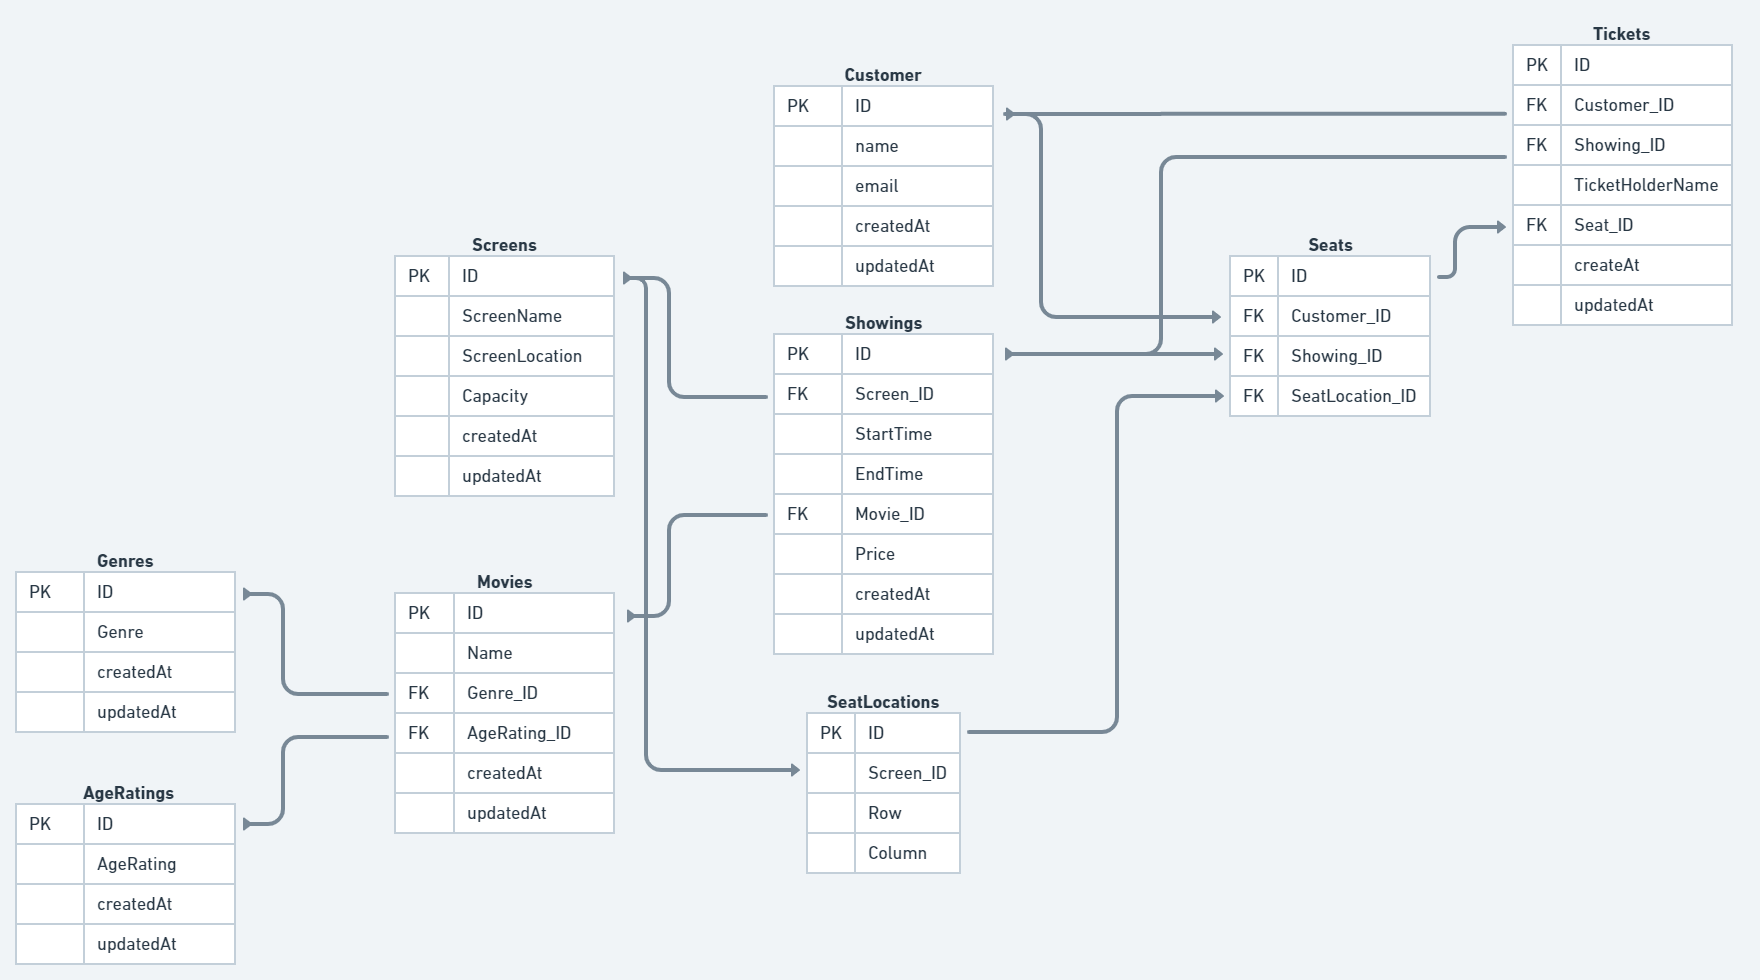 Tickets
PK ID
FK Customer_ID
FK Showing_ID
TicketHolderName
FK Seat_ID
createAt
updatedAt
Customer
PK ID
name
email
createdAt
updatedAt
Screens
PK ID
ScreenName
ScreenLocation
Capacity
createdAt
updatedAt
Seats
PK ID
FK Customer_ID
FK Showing_ID
FK SeatLocation_ID
Showings
PK ID
FK Screen_ID
StartTime
EndTime
FK Movie_ID
Price
createdAt
updatedAt
Genres
PK ID
Genre
createdAt
updatedAt
Movies
PK ID
Name
FK Genre_ID
FK AgeRating_ID
createdAt
updatedAt
SeatLocations
PK ID
Screen_ID
Row
Column
AgeRatings
PK ID
AgeRating
createdAt
updatedAt